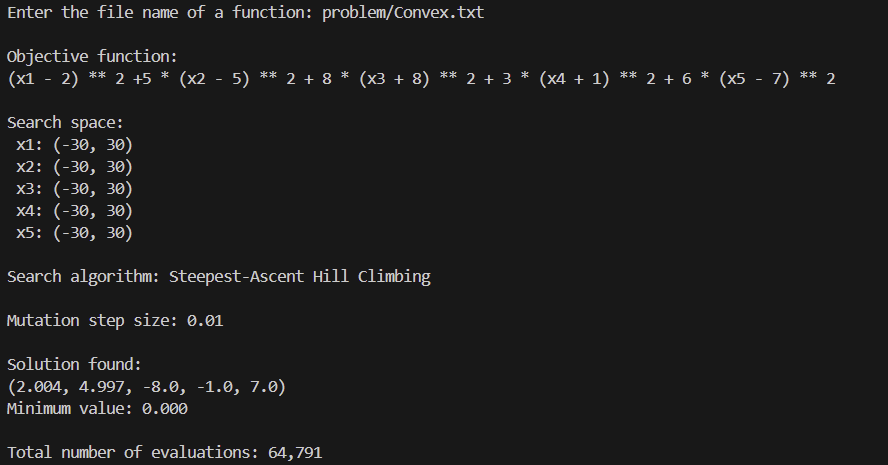 Enter the file name of a function: problem/Convex.txt
Objective function:
(x1 - 2) ** 2 +5 * (x2 - 5) ** 2 + 8 * (x3 + 8) ** 2 + 3 * (x4 + 1) ** 2 + 6 * (x5 - 7) ** 2
Search space:
x1: (-30, 30)
x2: (-30, 30)
x3: (-30, 30)
x4: (-30, 30)
x5: (-30, 30)
Search algorithm: Steepest-Ascent Hill Climbing
Mutation step size: 0.01
Solution found:
(2.004, 4.997, -8.0, -1.0, 7.0)
Minimum value: 0.000
Total number of evaluations: 64,791